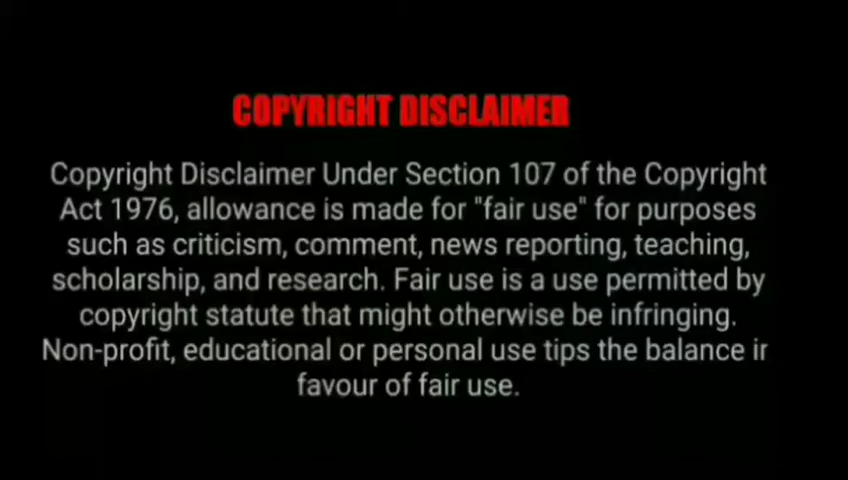 COPYRIGHT DISCLAIMER
Copyright Disclaimer Under Section 107 of the Copyright
Act 1976, allowance is made for "fair use" for purposes
such as criticism, comment, news reporting, teaching,
scholarship, and research. Fair use is a use permitted by
copyright statute that might otherwise be infringing.
Non-profit, educational or personal use tips the balance ir
favour of fair use.